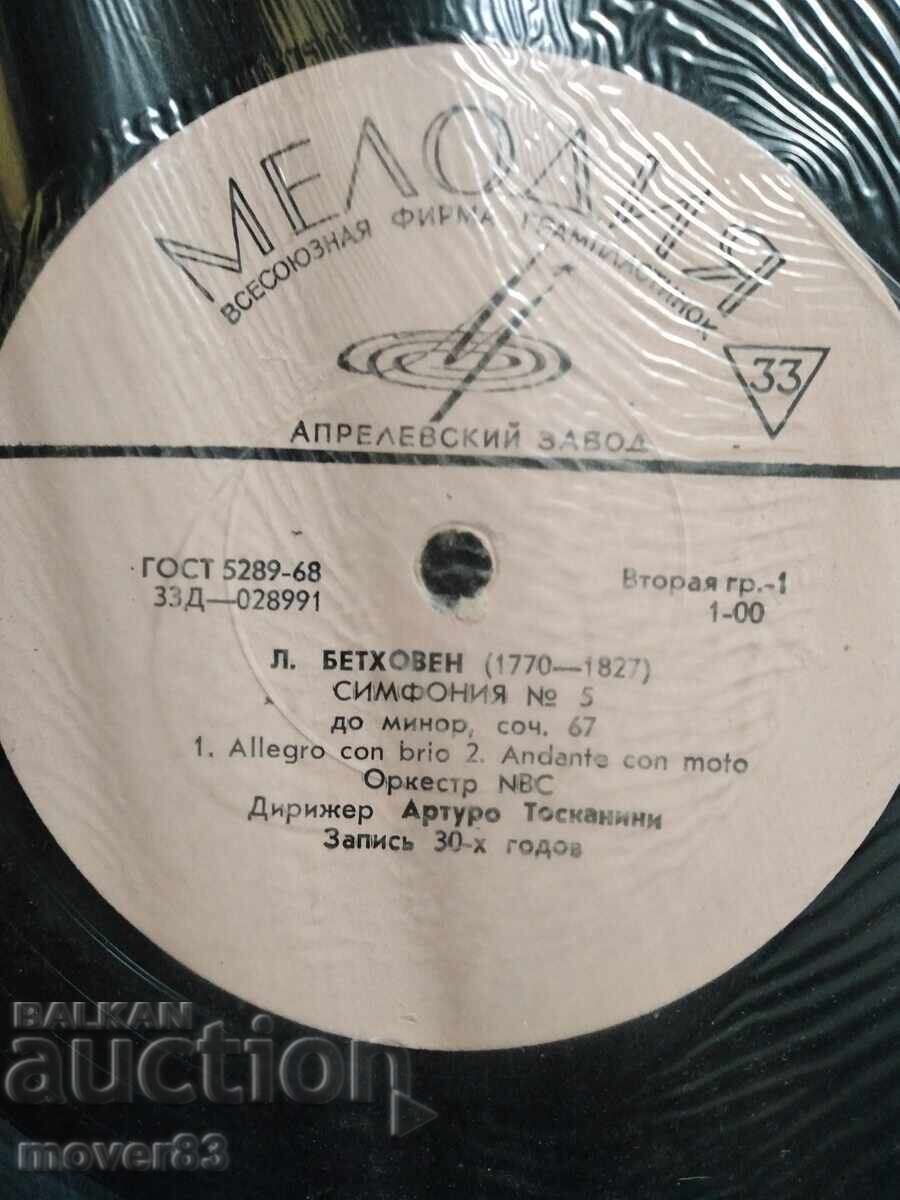 МЕЛОДИЯ
ВСЕСОЮЗНАЯ ФИРМА ГРАМПЛАСТИНОК
33
АПРЕЛЕВСКИЙ ЗАВОД
ГОСТ 5289-68
33Д—028991
Вторая гр.-1
1-00
Л. БЕТХОВЕН (1770—1827)
СИМФОНИЯ № 5
до минор, соч. 67
1. Allegro con brio 2. Andante con moto
Оркестр NBC
Дирижер Артуро Тосканини
Запись 30-х годов
BALKAN
auction
mover83